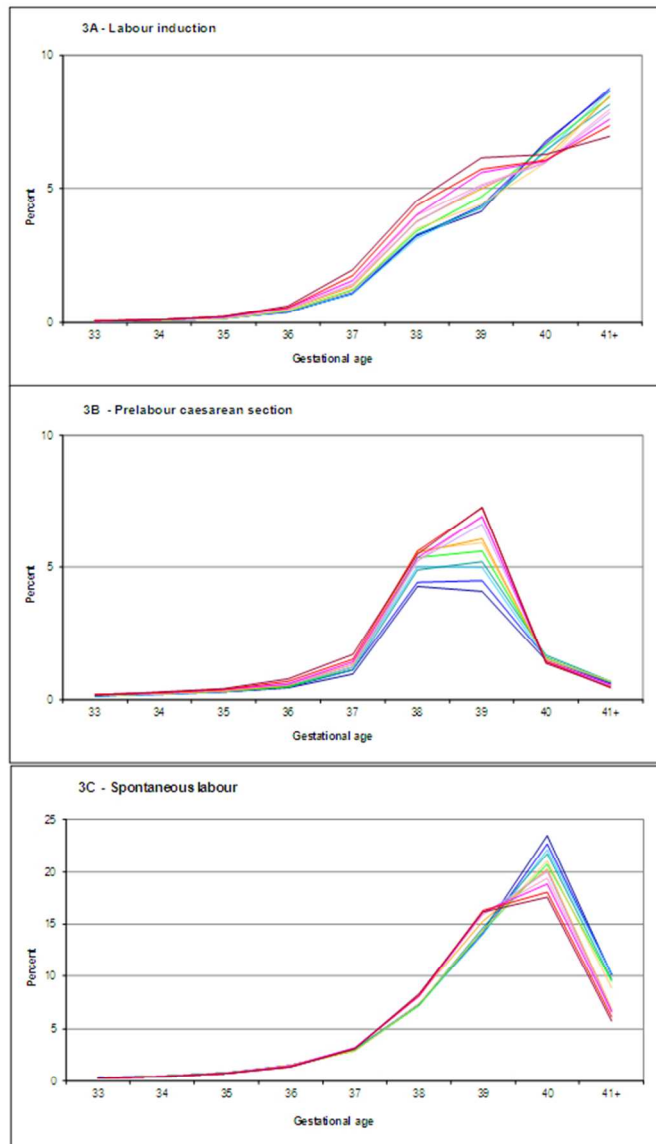 3A - Labour induction
10
5
0
Percent
33 34 35 36 37 38 39 40 41+
Gestational age
3B - Prelabour caesarean section
10
5
0
Percent
33 34 35 36 37 38 39 40 41+
Gestational age
3C - Spontaneous labour
25
20
15
10
5
0
Percent
33 34 35 36 37 38 39 40 41+
Gestational age